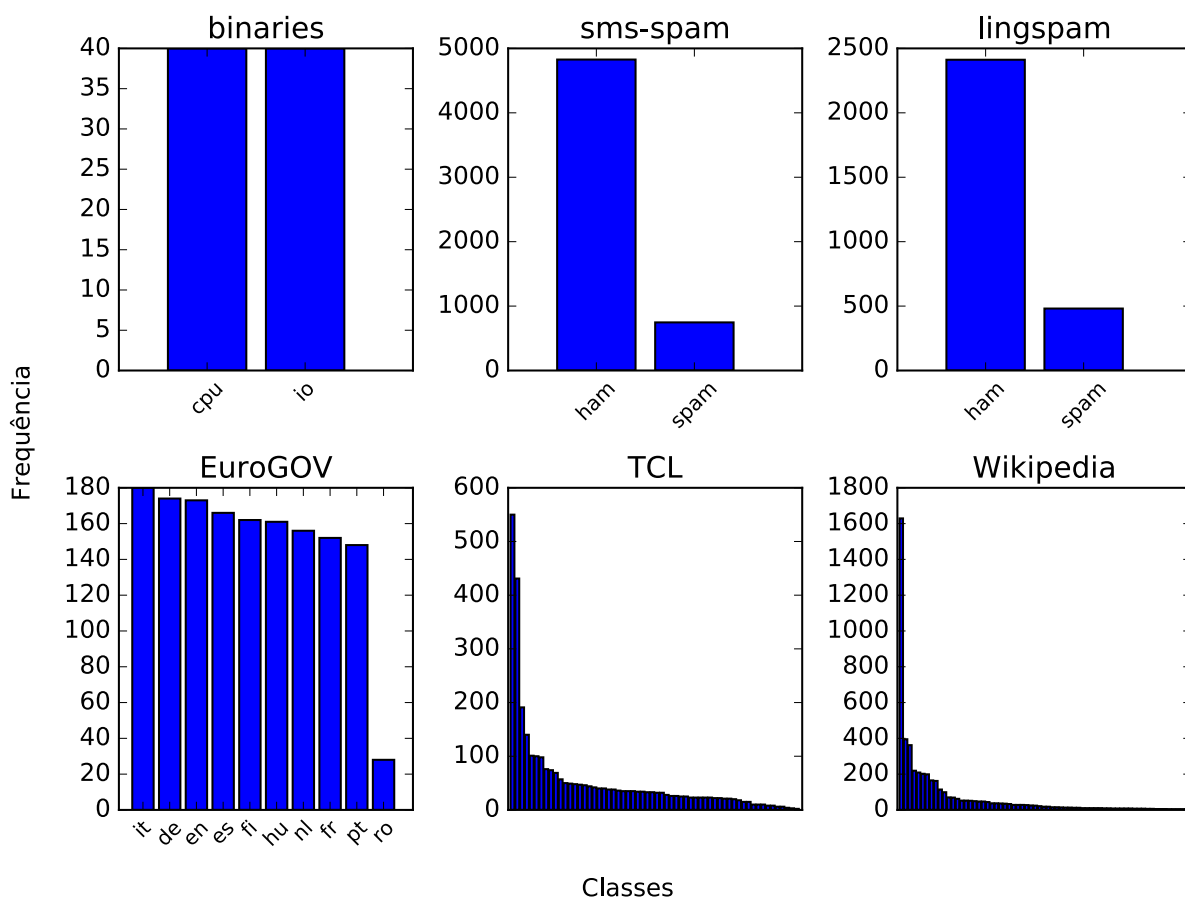 binaries
40
35
30
25
20
15
10
5
0
cpu
io
sms-spam
5000
4000
3000
2000
1000
0
ham
spam
lingspam
2500
2000
1500
1000
500
0
ham
spam
Frequência
EuroGOV
180
160
140
120
100
80
60
40
20
0
it
de
en
es
fi
hu
nl
fr
pt
ro
TCL
600
500
400
300
200
100
0
Wikipedia
1800
1600
1400
1200
1000
800
600
400
200
0
Classes